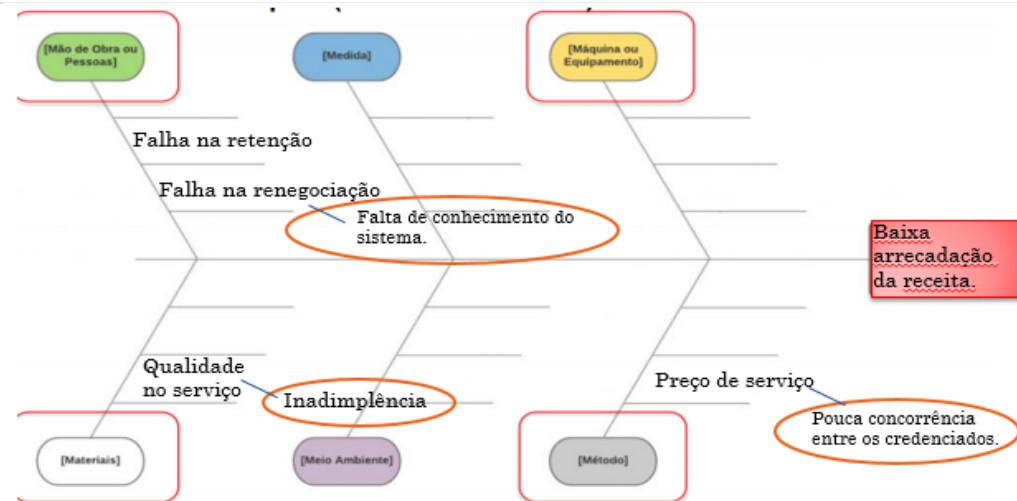 [Mão de Obra ou
Pessoas]
[Medida]
[Máquina ou
Equipamento]
Falha na retenção
Falha na renegociação
Falta de conhecimento do
sistema.
Baixa
arrecadação
da receita.
Qualidade
no serviço
Inadimplência
Preço de serviço
Pouca concorrência
entre os credenciados.
[Materiais]
[Meio Ambiente]
[Método]